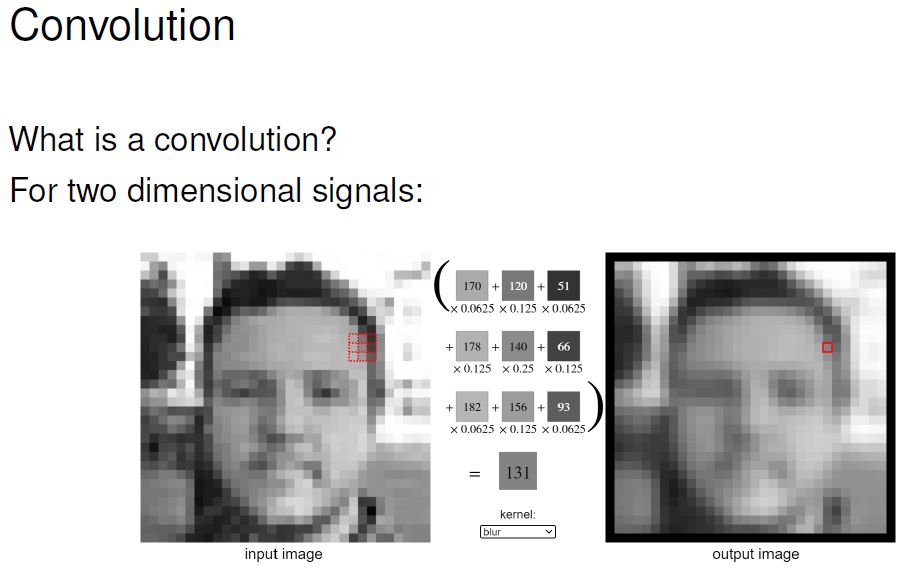 Convolution
What is a convolution?
For two dimensional signals:
( 170 + 120 + 51
× 0.0625 × 0.125 × 0.0625
+ 178 + 140 + 66
× 0.125 × 0.25 × 0.125
+ 182 + 156 + 93 )
× 0.0625 × 0.125 × 0.0625
= 131
kernel:
blur
input image
output image